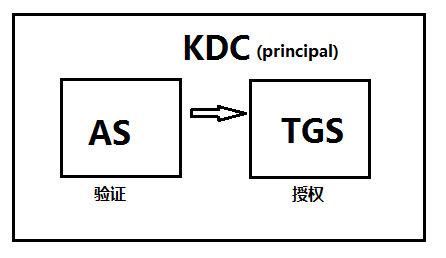 KDC (principal)
AS
TGS
验证
授权